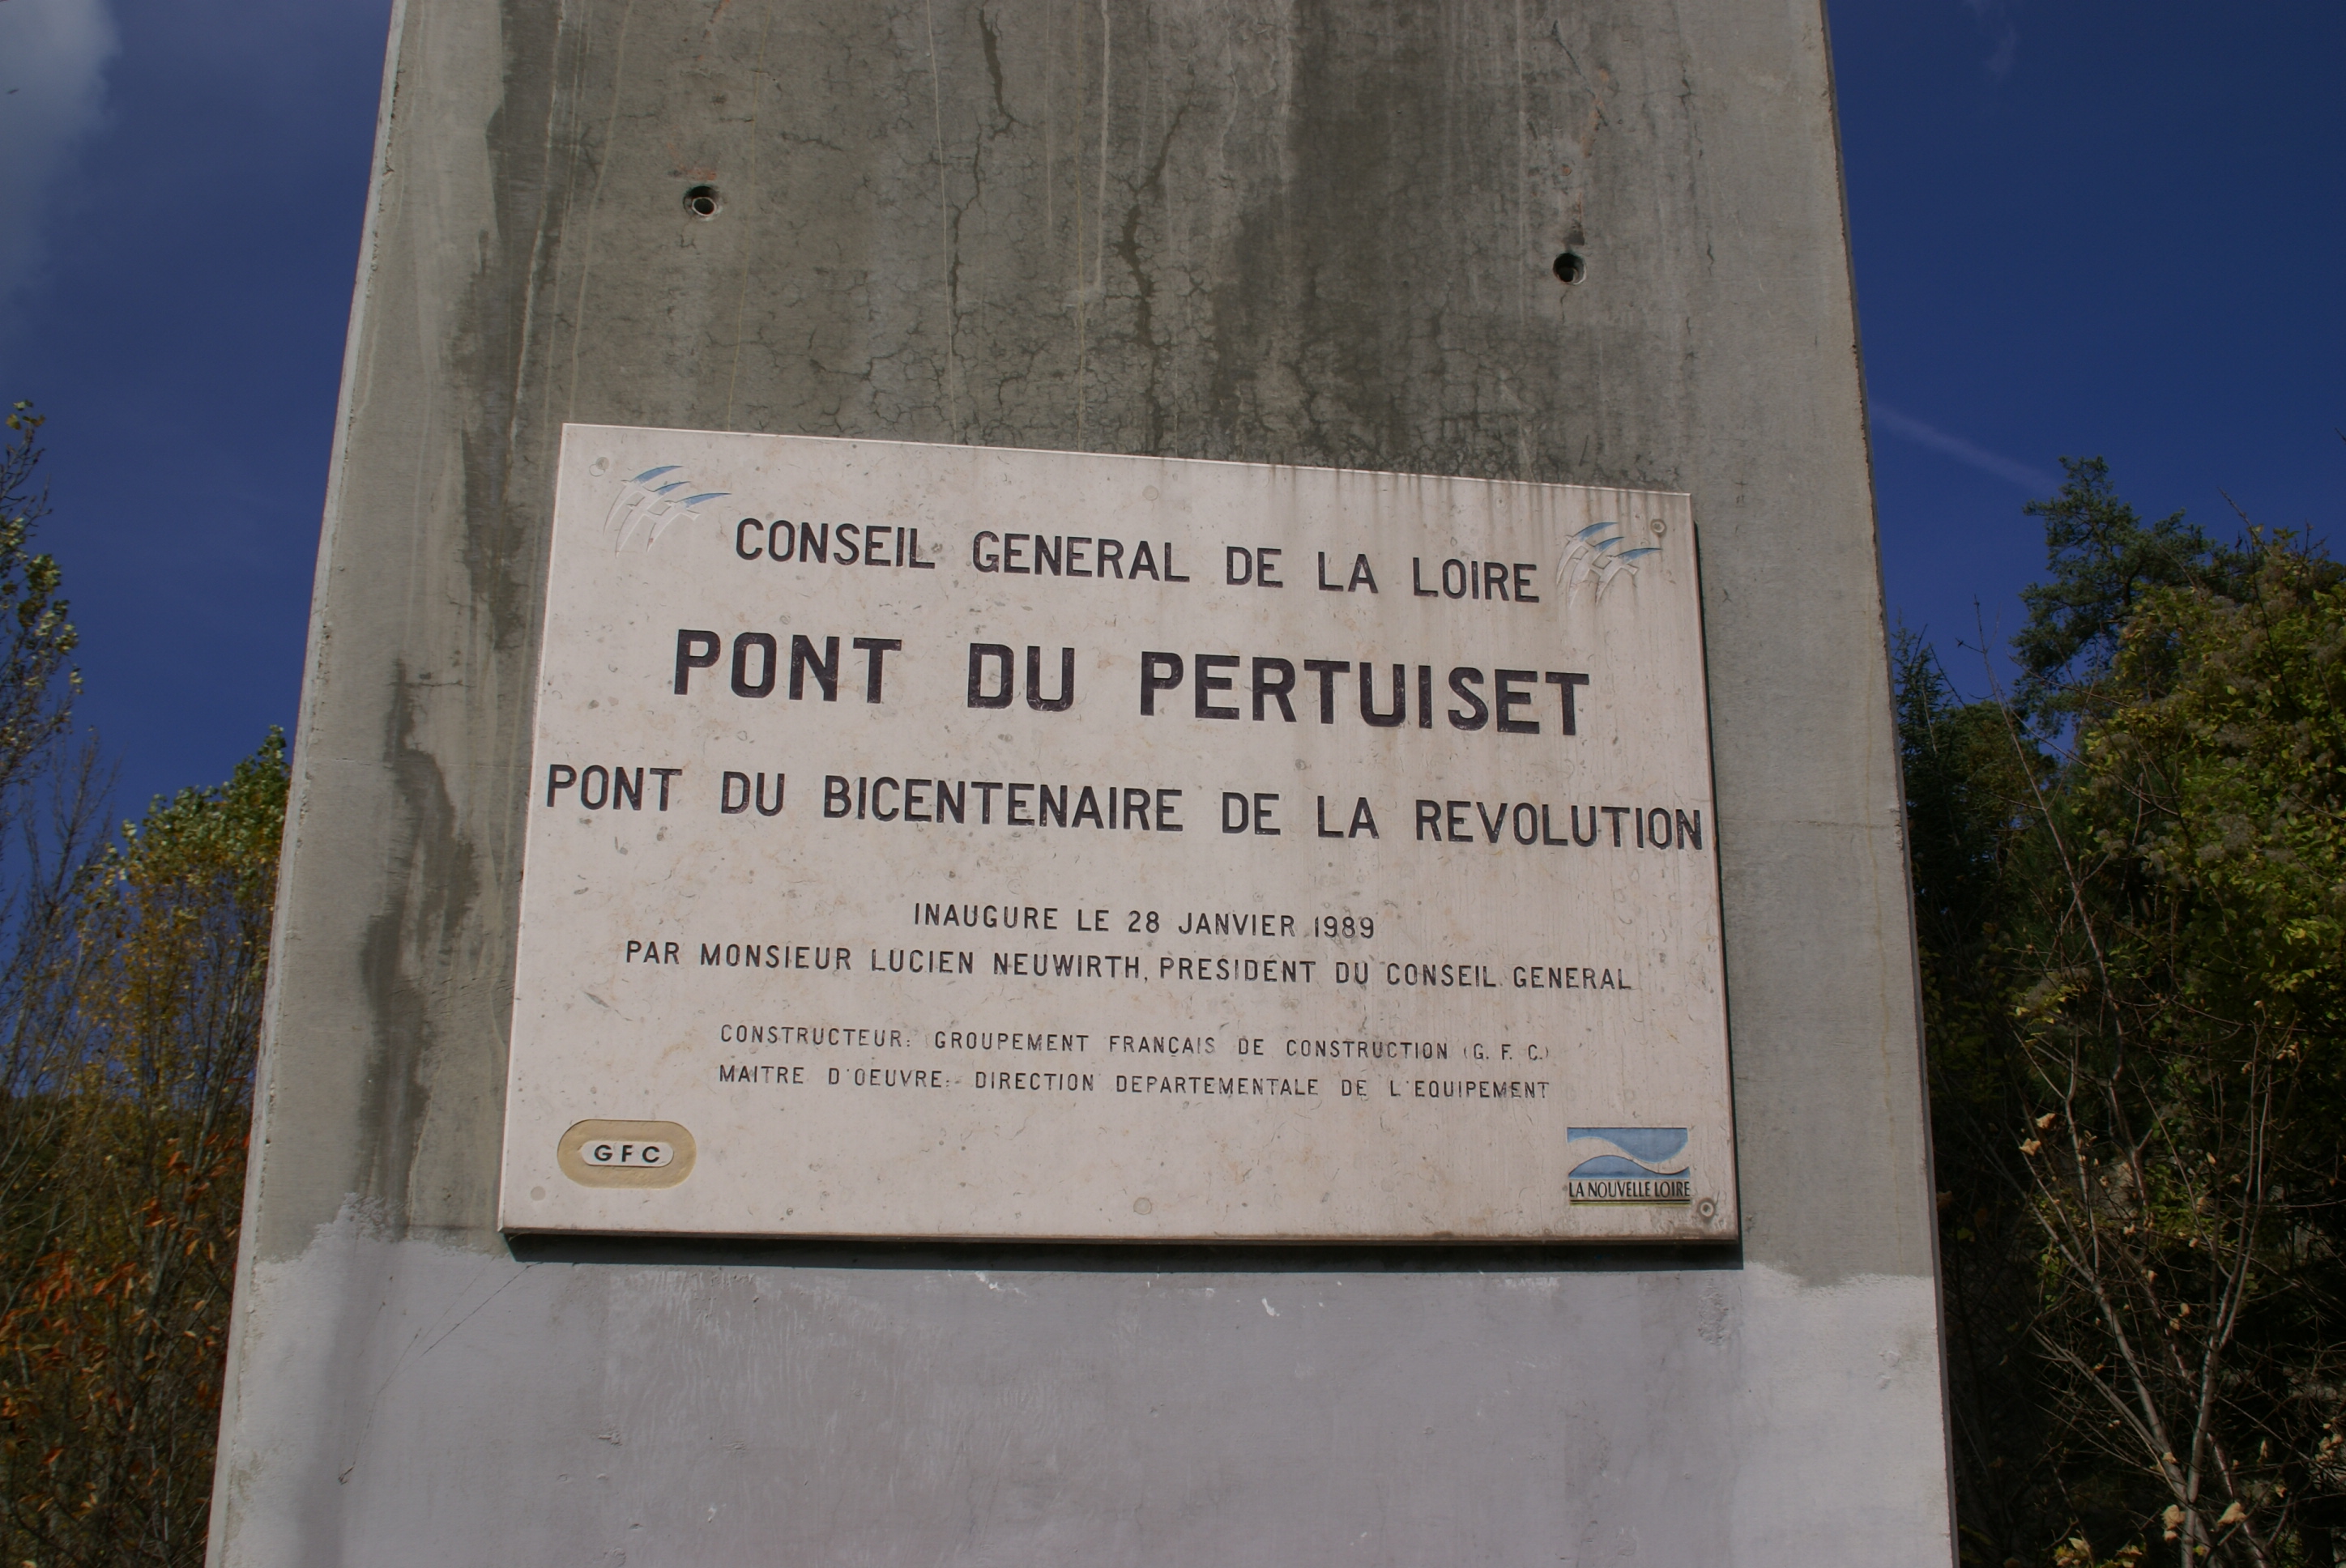 CONSEIL GENERAL DE LA LOIRE
PONT DU PERTUISET
PONT DU BICENTENAIRE DE LA REVOLUTION
INAUGURE LE 28 JANVIER 1989
PAR MONSIEUR LUCIEN NEUWIRTH, PRESIDENT DU CONSEIL GENERAL
CONSTRUCTEUR: GROUPEMENT FRANÇAIS DE CONSTRUCTION (G. F. C.)
MAITRE D'OEUVRE: DIRECTION DEPARTEMENTALE DE L'EQUIPEMENT
GFC
LA NOUVELLE LOIRE